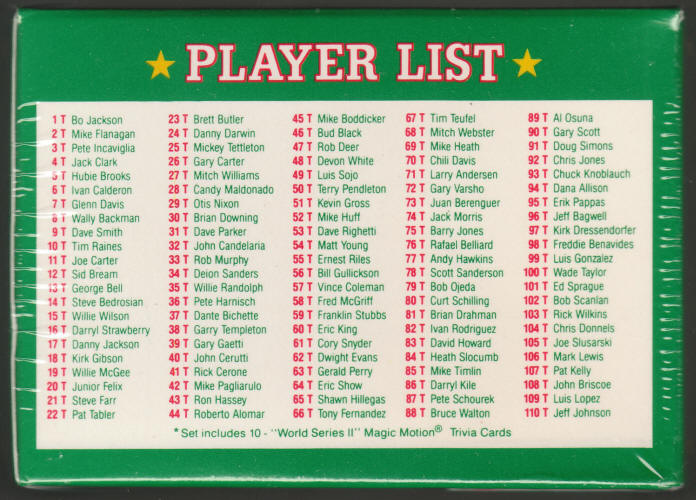 PLAYER LIST
1 T Bo Jackson
2 T Mike Flanagan
3 T Pete Incaviglia
4 T Jack Clark
5 T Hubie Brooks
6 T Ivan Calderon
7 T Glenn Davis
8 T Wally Backman
9 T Dave Smith
10 T Tim Raines
11 T Joe Carter
12 T Sid Bream
13 T George Bell
14 T Steve Bedrosian
15 T Willie Wilson
16 T Darryl Strawberry
17 T Danny Jackson
18 T Kirk Gibson
19 T Willie McGee
20 T Junior Felix
21 T Steve Farr
22 T Pat Tabler
23 T Brett Butler
24 T Danny Darwin
25 T Mickey Tettleton
26 T Gary Carter
27 T Mitch Williams
28 T Candy Maldonado
29 T Otis Nixon
30 T Brian Downing
31 T Dave Parker
32 T John Candelaria
33 T Rob Murphy
34 T Deion Sanders
35 T Willie Randolph
36 T Pete Harnisch
37 T Dante Bichette
38 T Garry Templeton
39 T Gary Gaetti
40 T John Cerutti
41 T Rick Cerone
42 T Mike Pagliarulo
43 T Ron Hassey
44 T Roberto Alomar
45 T Mike Boddicker
46 T Bud Black
47 T Rob Deer
48 T Devon White
49 T Luis Sojo
50 T Terry Pendleton
51 T Kevin Gross
52 T Mike Huff
53 T Dave Righetti
54 T Matt Young
55 T Ernest Riles
56 T Bill Gullickson
57 T Vince Coleman
58 T Fred McGriff
59 T Franklin Stubbs
60 T Eric King
61 T Cory Snyder
62 T Dwight Evans
63 T Gerald Perry
64 T Eric Show
65 T Shawn Hillegas
66 T Tony Fernandez
67 T Tim Teufel
68 T Mitch Webster
69 T Mike Heath
70 T Chili Davis
71 T Larry Andersen
72 T Gary Varsho
73 T Juan Berenguer
74 T Jack Morris
75 T Barry Jones
76 T Rafael Belliard
77 T Andy Hawkins
78 T Scott Sanderson
79 T Bob Ojeda
80 T Curt Schilling
81 T Brian Drahman
82 T Ivan Rodriguez
83 T David Howard
84 T Heath Slocumb
85 T Mike Timlin
86 T Darryl Kile
87 T Pete Schourek
88 T Bruce Walton
89 T Al Osuna
90 T Gary Scott
91 T Doug Simons
92 T Chris Jones
93 T Chuck Knoblauch
94 T Dana Allison
95 T Erik Pappas
96 T Jeff Bagwell
97 T Kirk Dressendorfer
98 T Freddie Benavides
99 T Luis Gonzalez
100 T Wade Taylor
101 T Ed Sprague
102 T Bob Scanlan
103 T Rick Wilkins
104 T Chris Donnels
105 T Joe Slusarski
106 T Mark Lewis
107 T Pat Kelly
108 T John Briscoe
109 T Luis Lopez
110 T Jeff Johnson
*Set includes 10 - "World Series II" Magic Motion® Trivia Cards